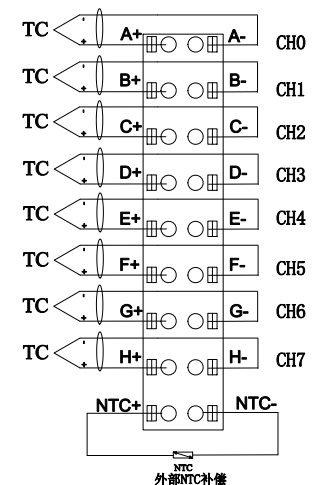 TC A+ A- CH0
TC B+ B- CH1
TC C+ C- CH2
TC D+ D- CH3
TC E+ E- CH4
TC F+ F- CH5
TC G+ G- CH6
TC H+ H- CH7
NTC+ NTC-
NTC
外部NTC补偿